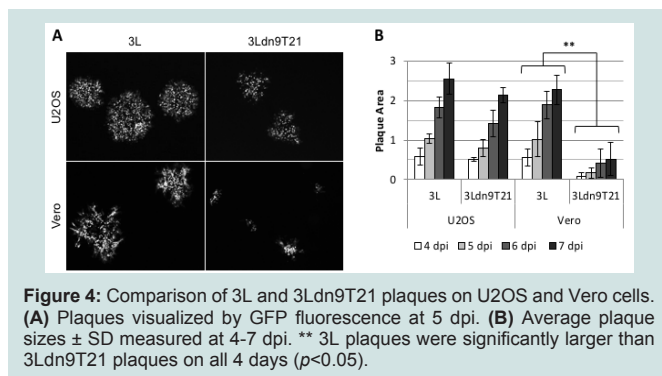 A
3L 3Ldn9T21
U2OS
Vero
B
**
Plaque Area
3
2
1
0
3L 3Ldn9T21 3L 3Ldn9T21
U2OS Vero
4 dpi 5 dpi 6 dpi 7 dpi
Figure 4: Comparison of 3L and 3Ldn9T21 plaques on U2OS and Vero cells.
(A) Plaques visualized by GFP fluorescence at 5 dpi. (B) Average plaque
sizes ± SD measured at 4-7 dpi. ** 3L plaques were significantly larger than
3Ldn9T21 plaques on all 4 days (p<0.05).